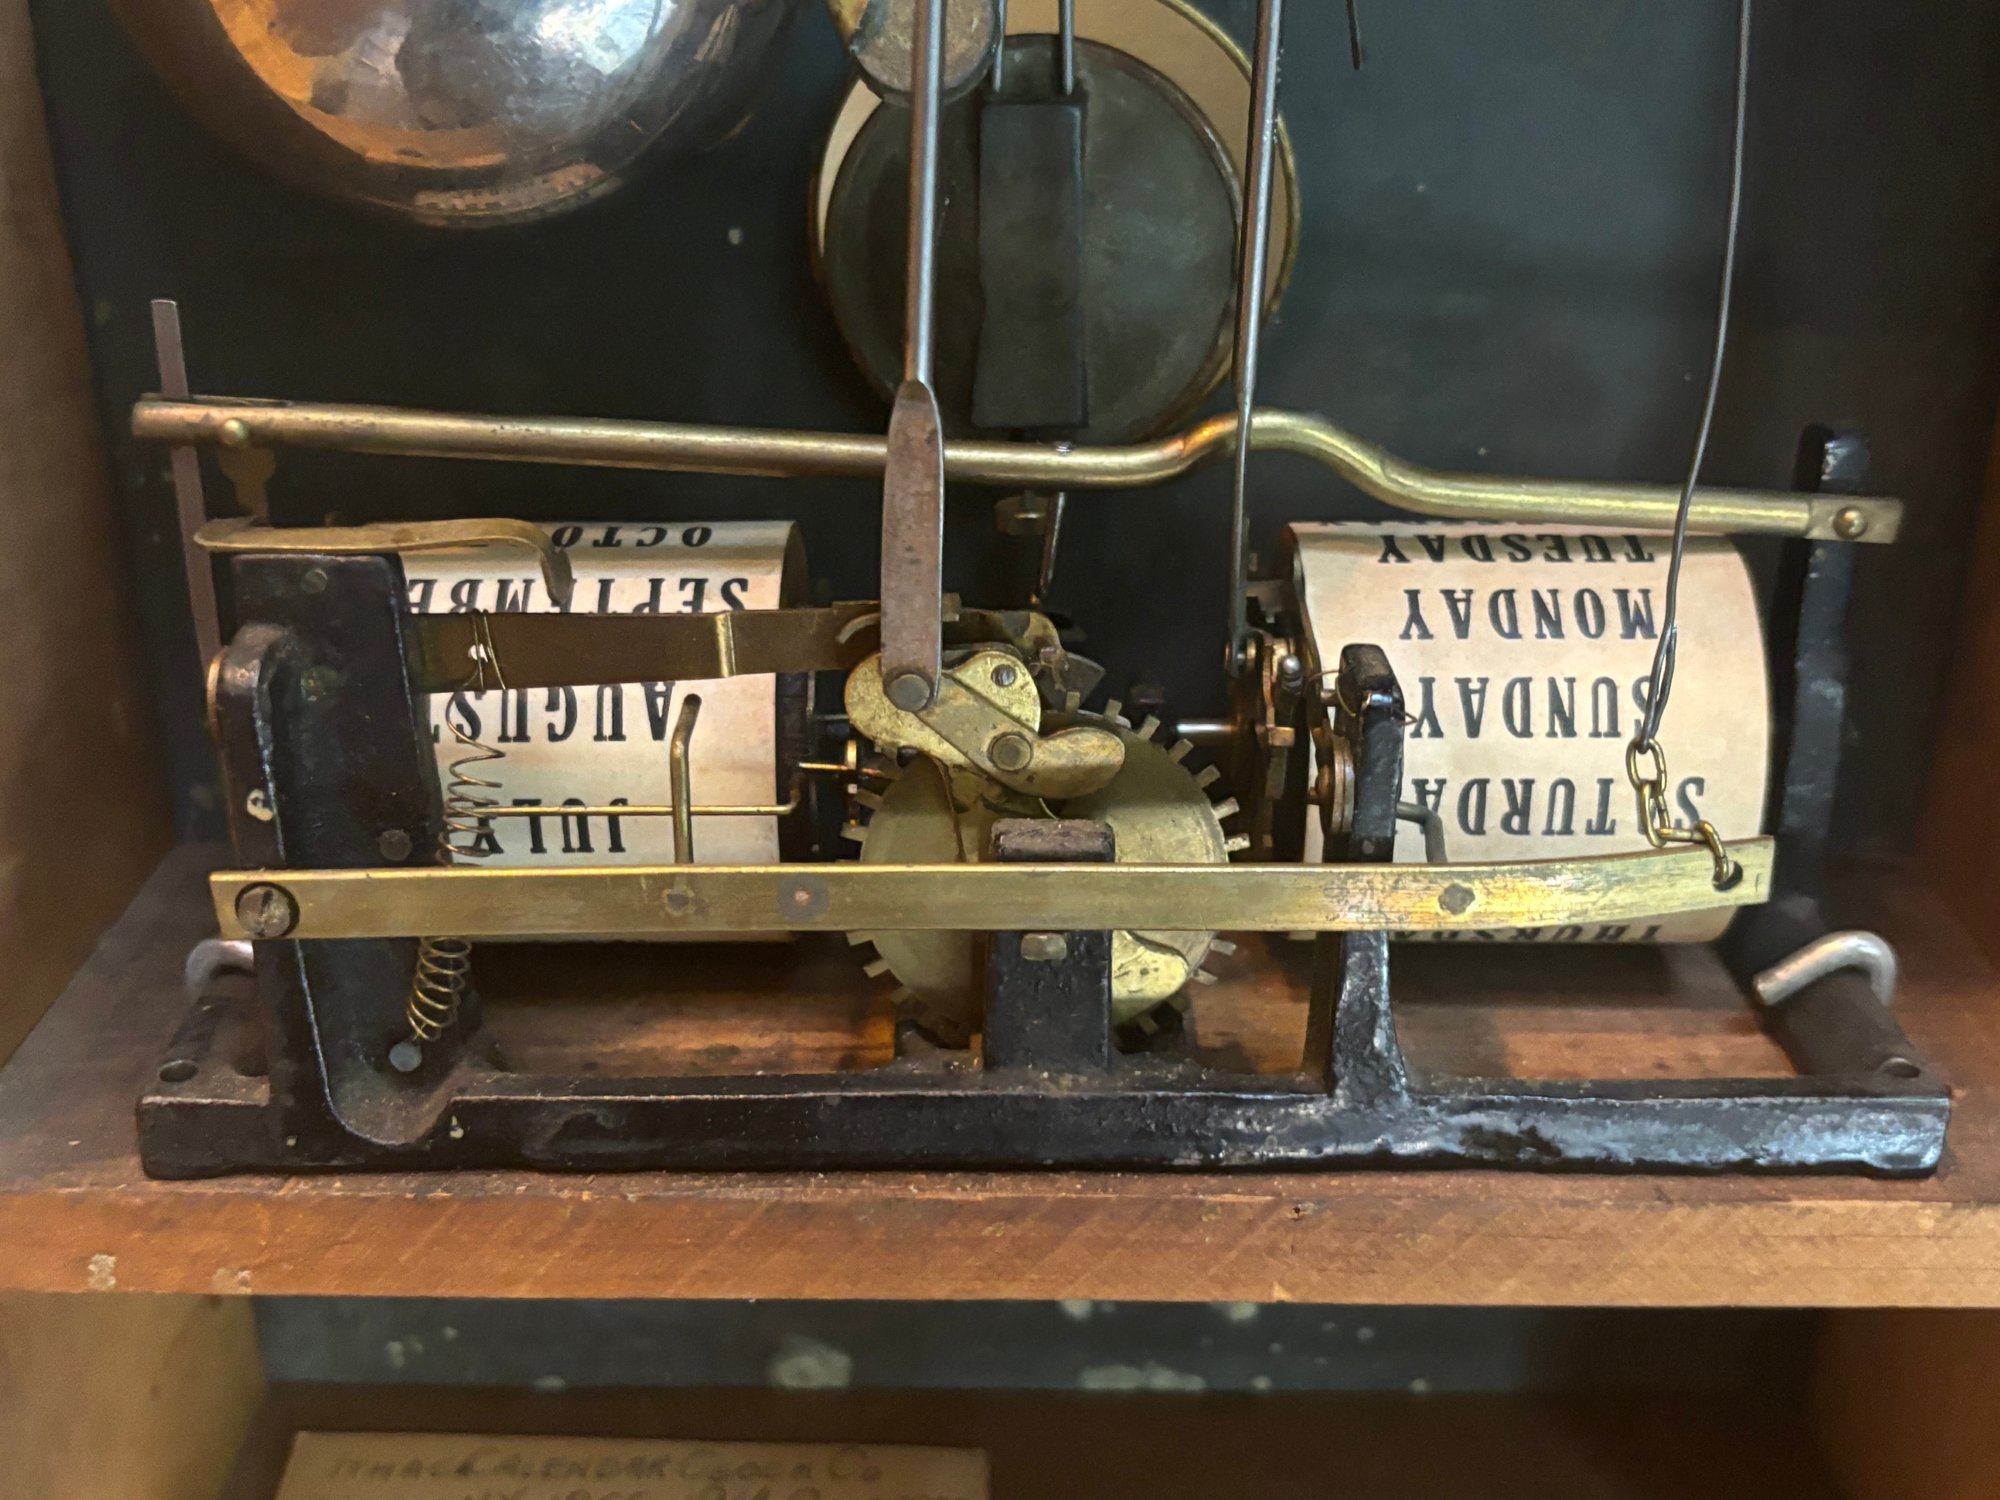 OCTO
SEPTEMBE
AUGUST
JULY
TUESDAY
MONDAY
SUNDAY
SATURDA
THURSDA
ITHACA CALENDAR CLOCK CO